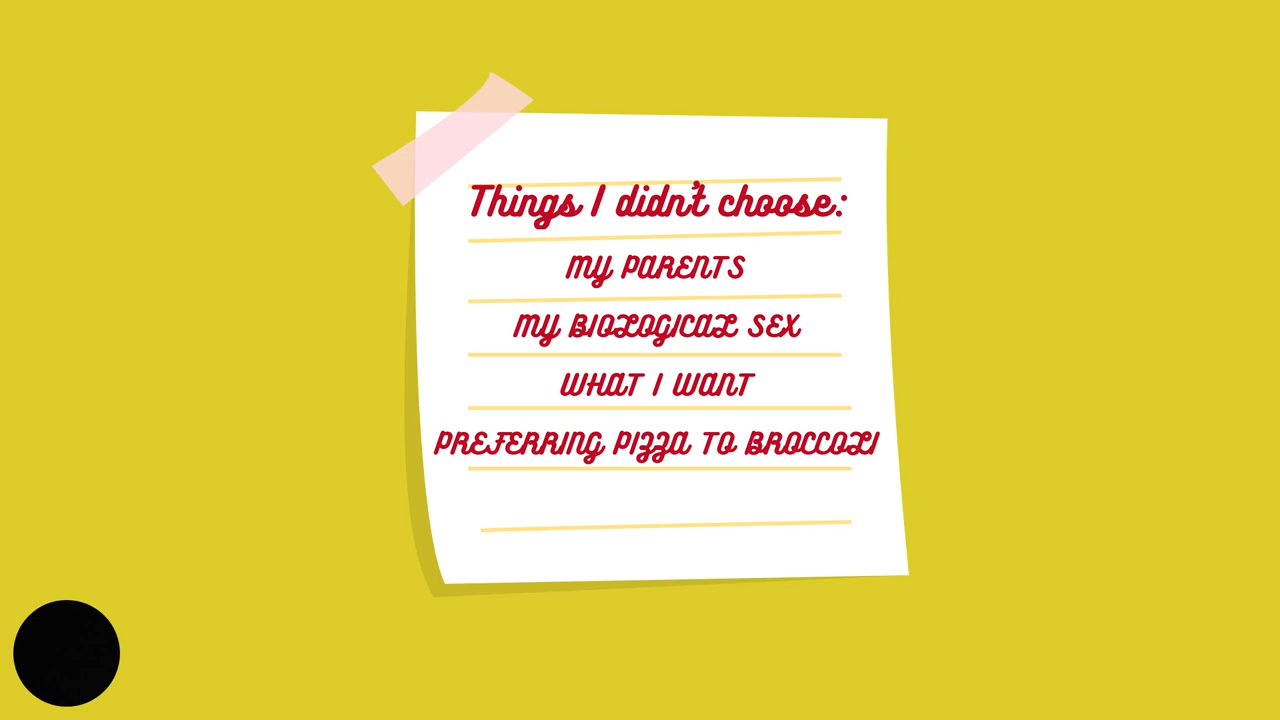 Things I didn't choose:
MY PARENTS
MY BIOLOGICAL SEX
WHAT I WANT
PREFERRING PIZZA TO BROCCOLI